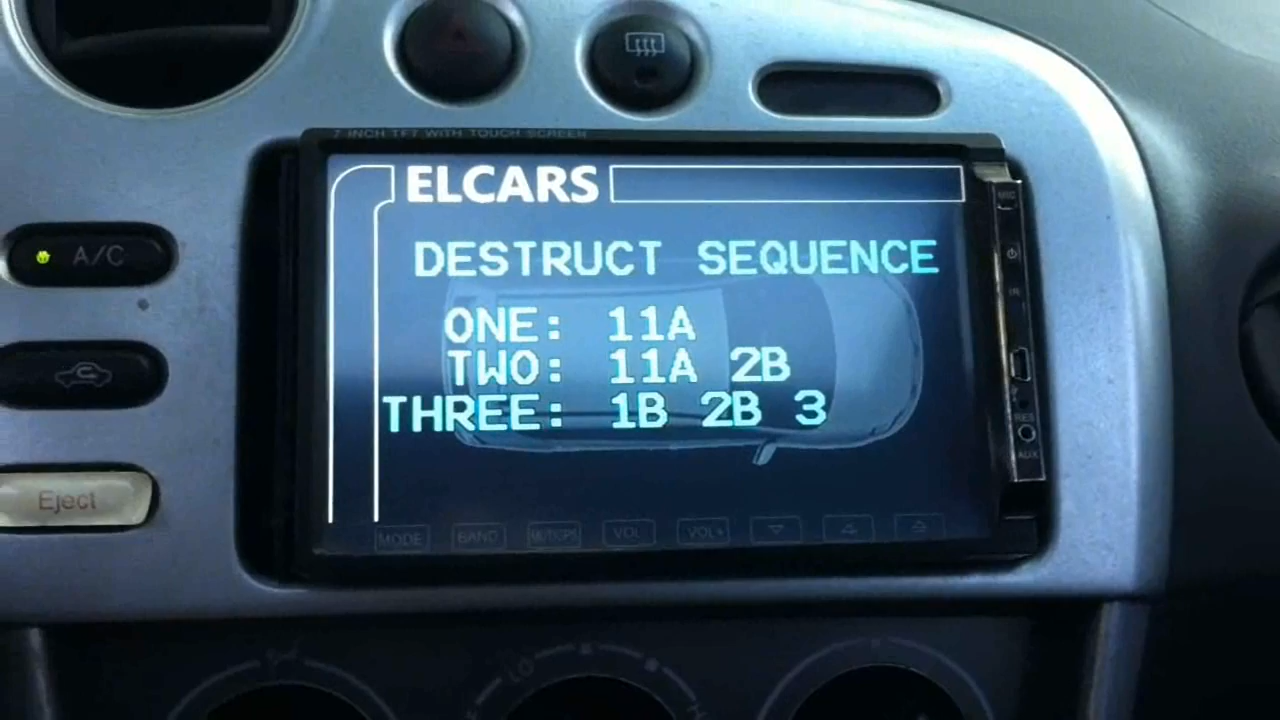 7 INCH TFT WITH TOUCH SCREEN
ELCARS
DESTRUCT SEQUENCE
ONE: 11A
TWO: 11A 2B
THREE: 1B 2B 3
A/C
Eject
MIC
RES
AUX
MODE
BAND
VOL
VOL+
LO